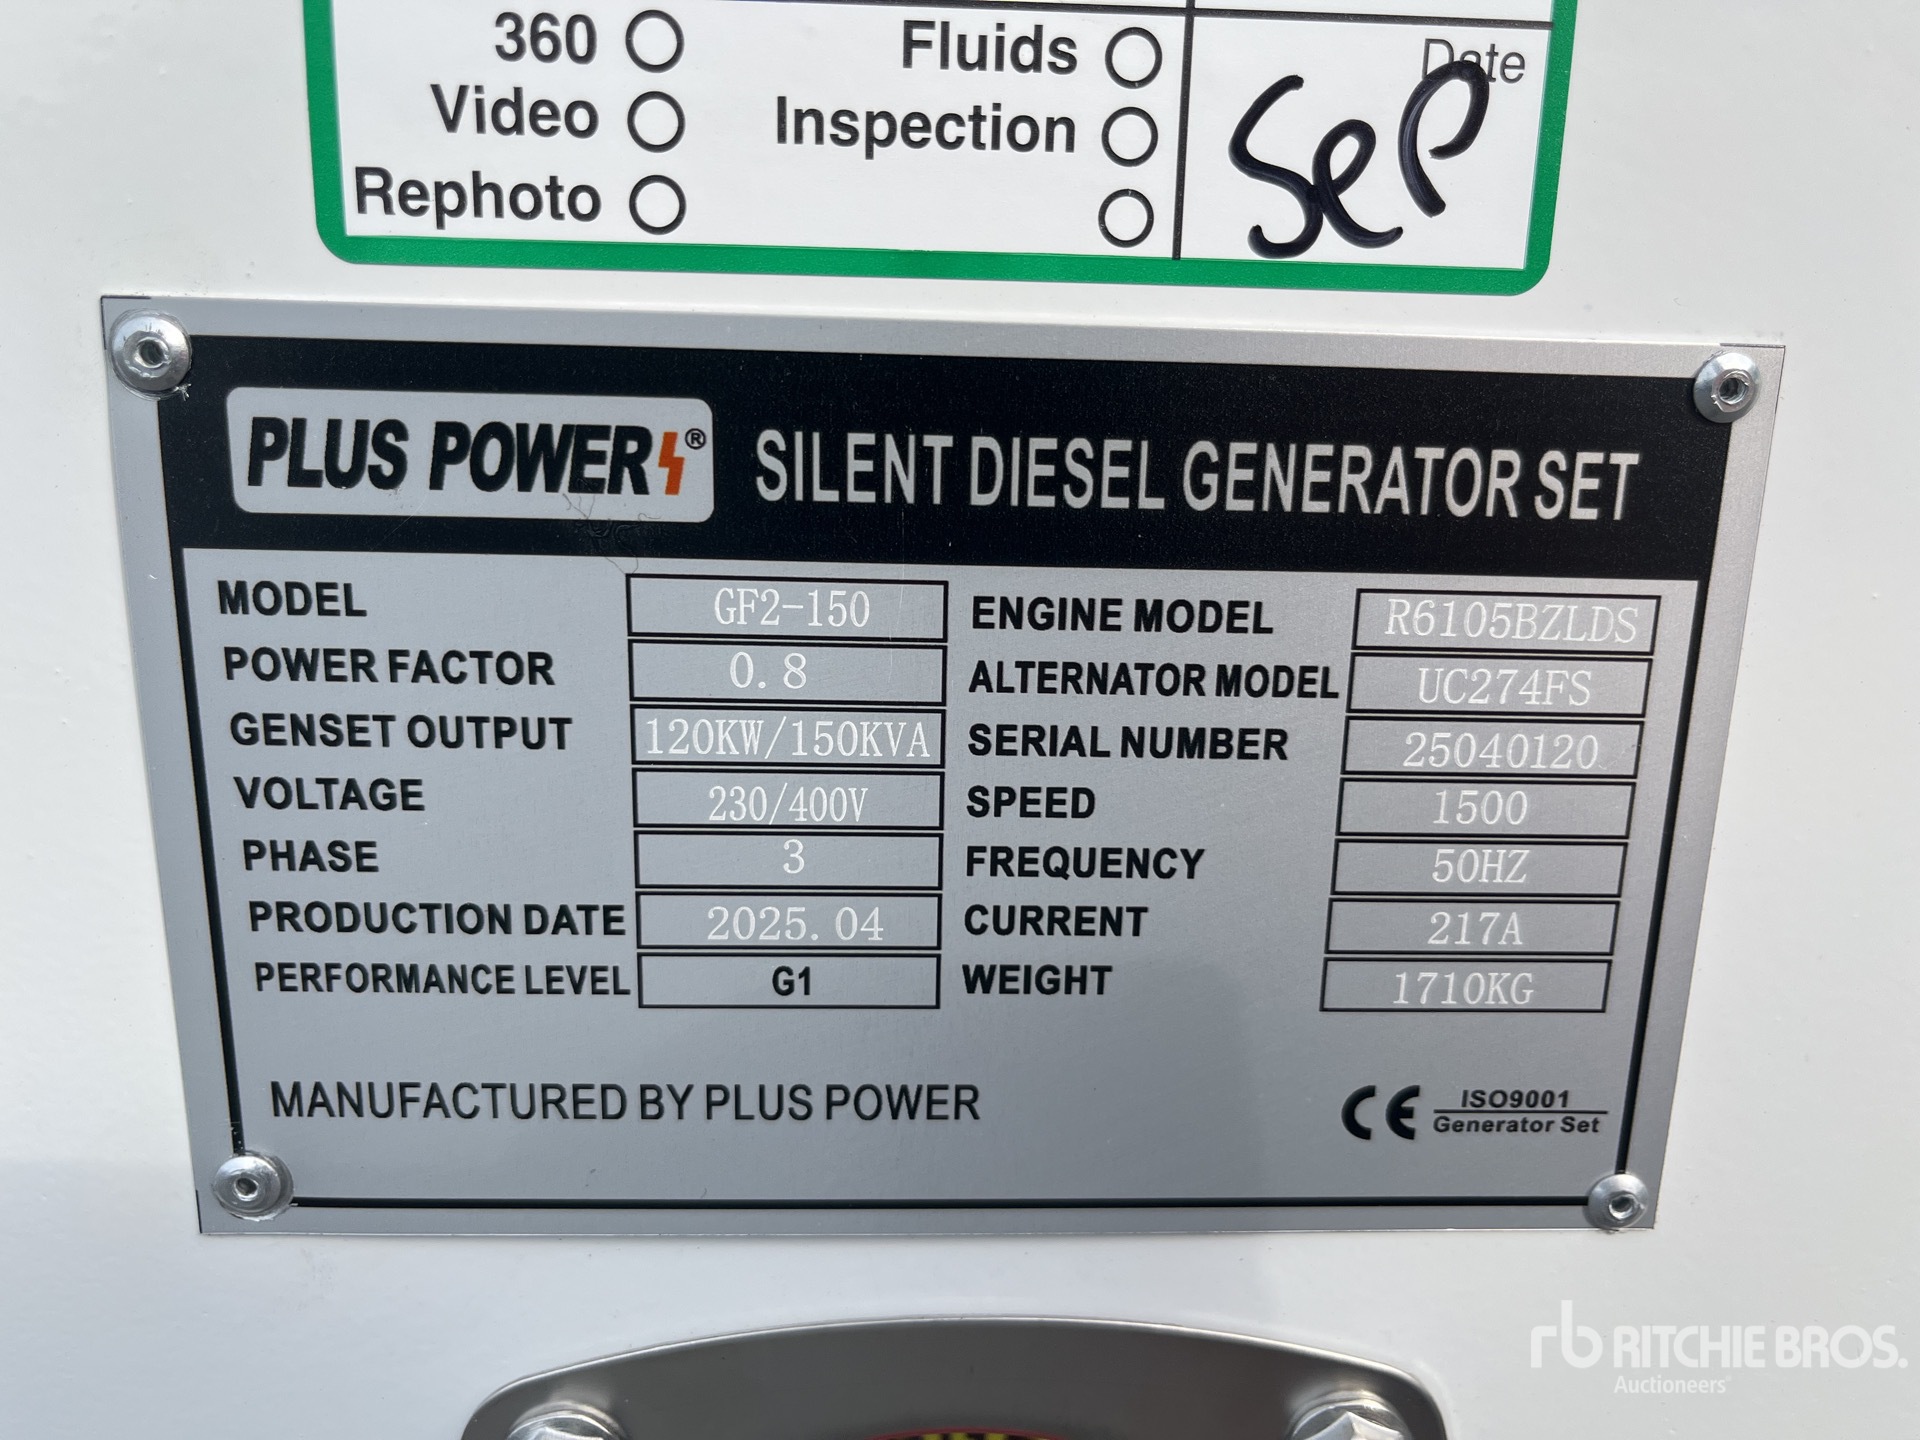 360
Video
Rephoto
Fluids
Inspection
Date
SeP
PLUS POWER® SILENT DIESEL GENERATOR SET
MODEL GF2-150 ENGINE MODEL R6105BZLDS
POWER FACTOR 0.8 ALTERNATOR MODEL UC274FS
GENSET OUTPUT 120KW/150KVA SERIAL NUMBER 25040120
VOLTAGE 230/400V SPEED 1500
PHASE 3 FREQUENCY 50HZ
PRODUCTION DATE 2025.04 CURRENT 217A
PERFORMANCE LEVEL G1 WEIGHT 1710KG
MANUFACTURED BY PLUS POWER
CE ISO9001
Generator Set
rb RITCHIE BROS.
Auctioneers